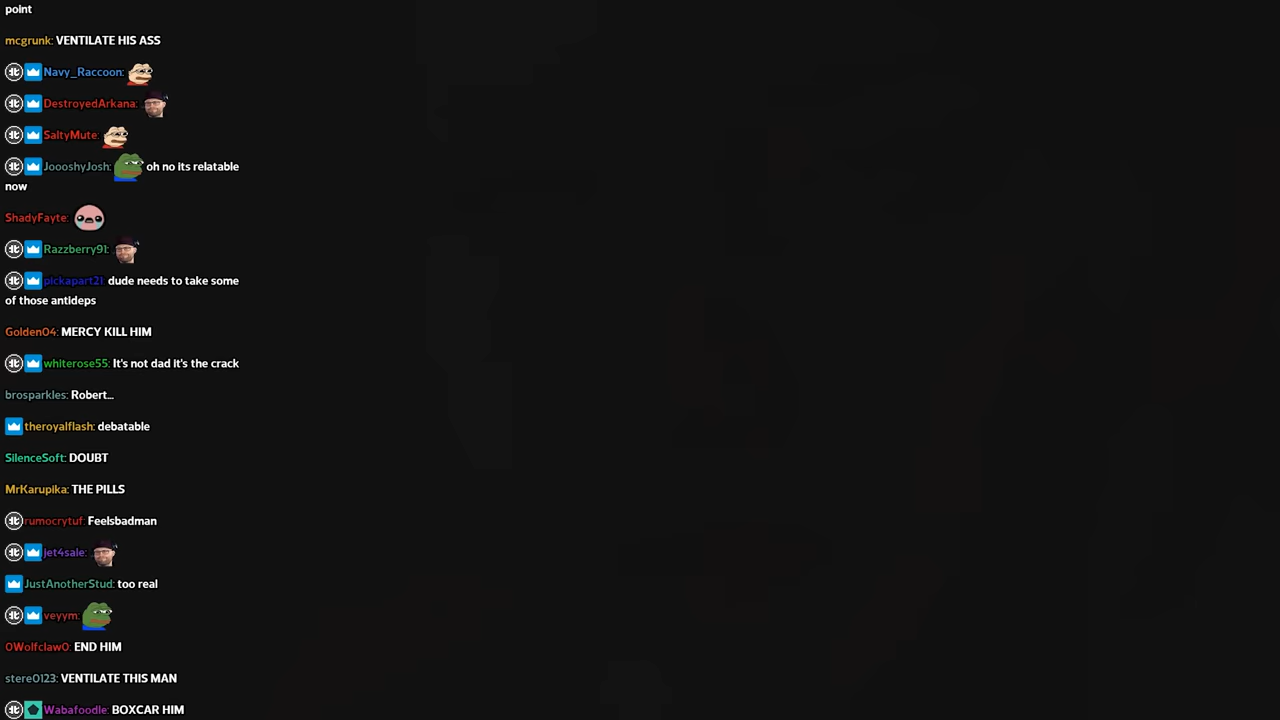 point
mcgrunk: VENTILATE HIS ASS
Navy_Raccoon:
DestroyedArkana:
SaltyMute:
JoooshyJosh: oh no its relatable
now
ShadyFayte:
Razzberry91:
pickapart21: dude needs to take some
of those antideps
Golden04: MERCY KILL HIM
whiterose55: It's not dad it's the crack
brosparkles: Robert...
theroyalflash: debatable
SilenceSoft: DOUBT
MrKarupika: THE PILLS
rumocrytuf: Feelsbadman
jet4sale:
JustAnotherStud: too real
veyym:
0Wolfclaw0: END HIM
stere0123: VENTILATE THIS MAN
Wabafoodle: BOXCAR HIM